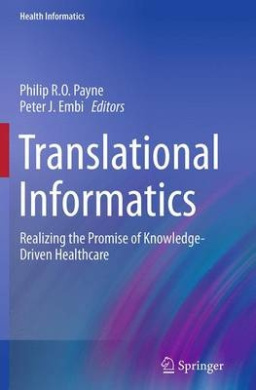 Health Informatics
Philip R.O. Payne
Peter J. Embi Editors
Translational
Informatics
Realizing the Promise of Knowledge-
Driven Healthcare
Springer